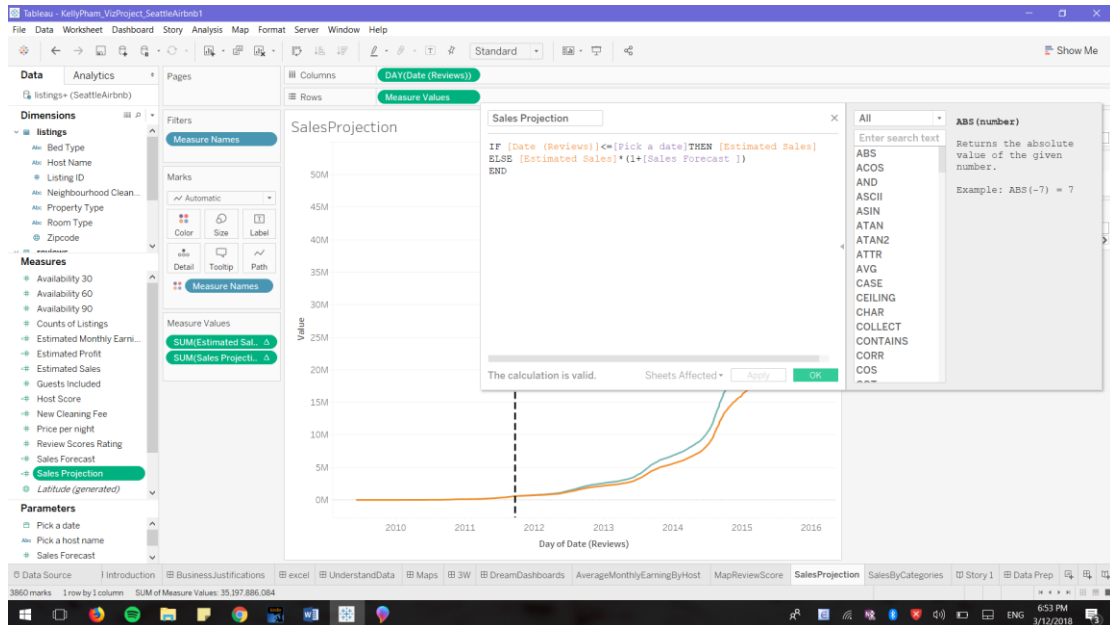 Tableau - KellyPham_VizProject_SeattleAirbnb1
File Data Worksheet Dashboard Story Analysis Map Format Server Window Help
Standard
Show Me
Data Analytics
listings+ (SeattleAirbnb)
Dimensions
listings
Abc Bed Type
Abc Host Name
Listing ID
Abc Neighbourhood Clean...
Abc Property Type
Abc Room Type
Zipcode
Measures
# Availability 30
# Availability 60
# Availability 90
# Counts of Listings
=# Estimated Monthly Earni...
=# Estimated Profit
=# Estimated Sales
# Guests Included
=# Host Score
=# New Cleaning Fee
# Price per night
# Review Scores Rating
=# Sales Forecast
=# Sales Projection
Latitude (generated)
Parameters
Pick a date
Abc Pick a host name
# Sales Forecast
Pages
Filters
Measure Names
Marks
Automatic
Color Size Label
Detail Tooltip Path
Measure Names
Measure Values
SUM(Estimated Sal.. Δ
SUM(Sales Projecti.. Δ
Columns DAY(Date (Reviews))
Rows Measure Values
SalesProjection
Value
50M
45M
40M
35M
30M
25M
20M
15M
10M
5M
0M
2010 2011 2012 2013 2014 2015 2016
Day of Date (Reviews)
Sales Projection
IF [Date (Reviews)]<=[Pick a date]THEN [Estimated Sales]
ELSE [Estimated Sales]*(1+[Sales Forecast ])
END
The calculation is valid. Sheets Affected Apply OK
All
Enter search text
ABS
ACOS
AND
ASCII
ASIN
ATAN
ATAN2
ATTR
AVG
CASE
CEILING
CHAR
COLLECT
CONTAINS
CORR
COS
ABS(number)
Returns the absolute
value of the given
number.
Example: ABS(-7) = 7
Data Source Introduction BusinessJustifications excel UnderstandData Maps 3W DreamDashboards AverageMonthlyEarningByHost MapReviewScore SalesProjection SalesByCategories Story 1 Data Prep
3860 marks 1 row by 1 column SUM of Measure Values: 35.197.886.084
ENG
6:53 PM
3/12/2018